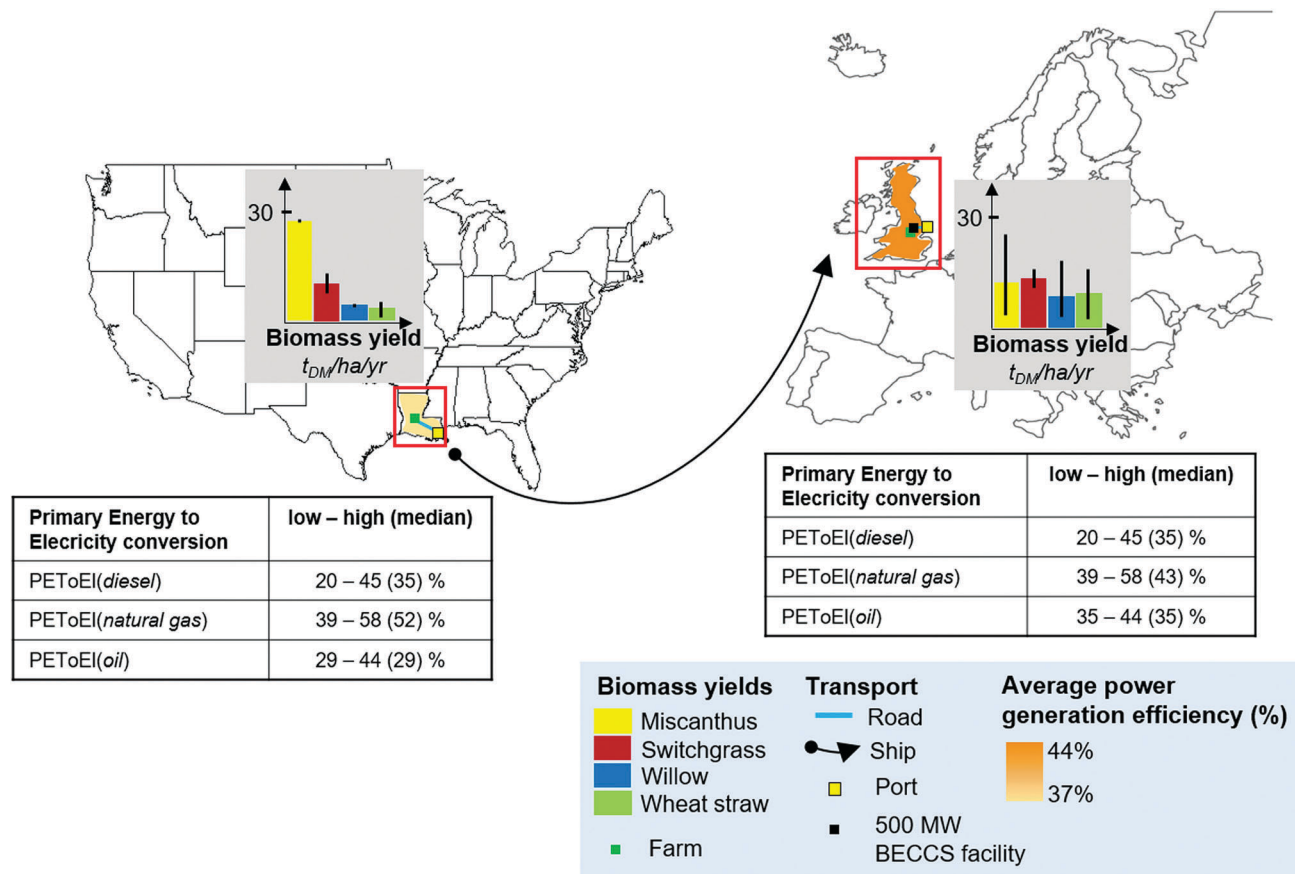 30
Biomass yield
tDM/ha/yr
30
Biomass yield
tDM/ha/yr
Primary Energy to
Elecricity conversion
low – high (median)
PEToEl(diesel)
20 – 45 (35) %
PEToEl(natural gas)
39 – 58 (52) %
PEToEl(oil)
29 – 44 (29) %
Primary Energy to
Elecricity conversion
low – high (median)
PEToEl(diesel)
20 – 45 (35) %
PEToEl(natural gas)
39 – 58 (43) %
PEToEl(oil)
35 – 44 (35) %
Biomass yields
Miscanthus
Switchgrass
Willow
Wheat straw
Farm
Transport
Road
Ship
Port
500 MW
BECCS facility
Average power
generation efficiency (%)
44%
37%